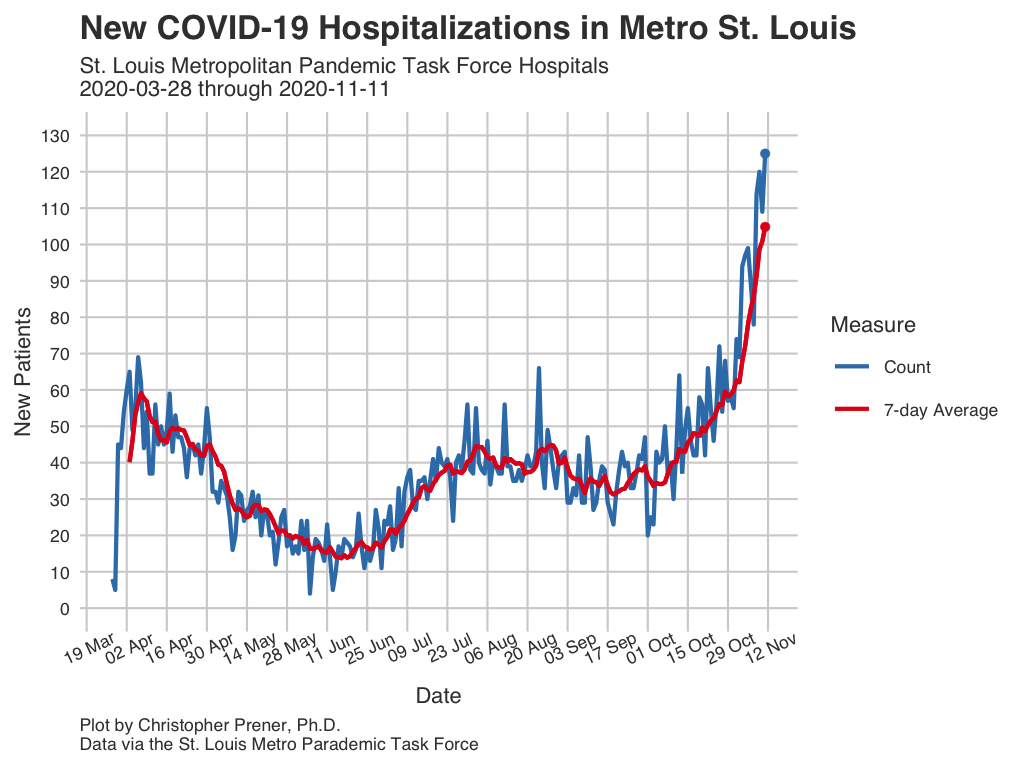 New COVID-19 Hospitalizations in Metro St. Louis
St. Louis Metropolitan Pandemic Task Force Hospitals
2020-03-28 through 2020-11-11
130
120
110
100
90
80
70
60
50
40
30
20
10
0
New Patients
19 Mar
02 Apr
16 Apr
30 Apr
14 May
28 May
11 Jun
25 Jun
09 Jul
23 Jul
06 Aug
20 Aug
03 Sep
17 Sep
01 Oct
15 Oct
29 Oct
12 Nov
Date
Measure
Count
7-day Average
Plot by Christopher Prener, Ph.D.
Data via the St. Louis Metro Parademic Task Force